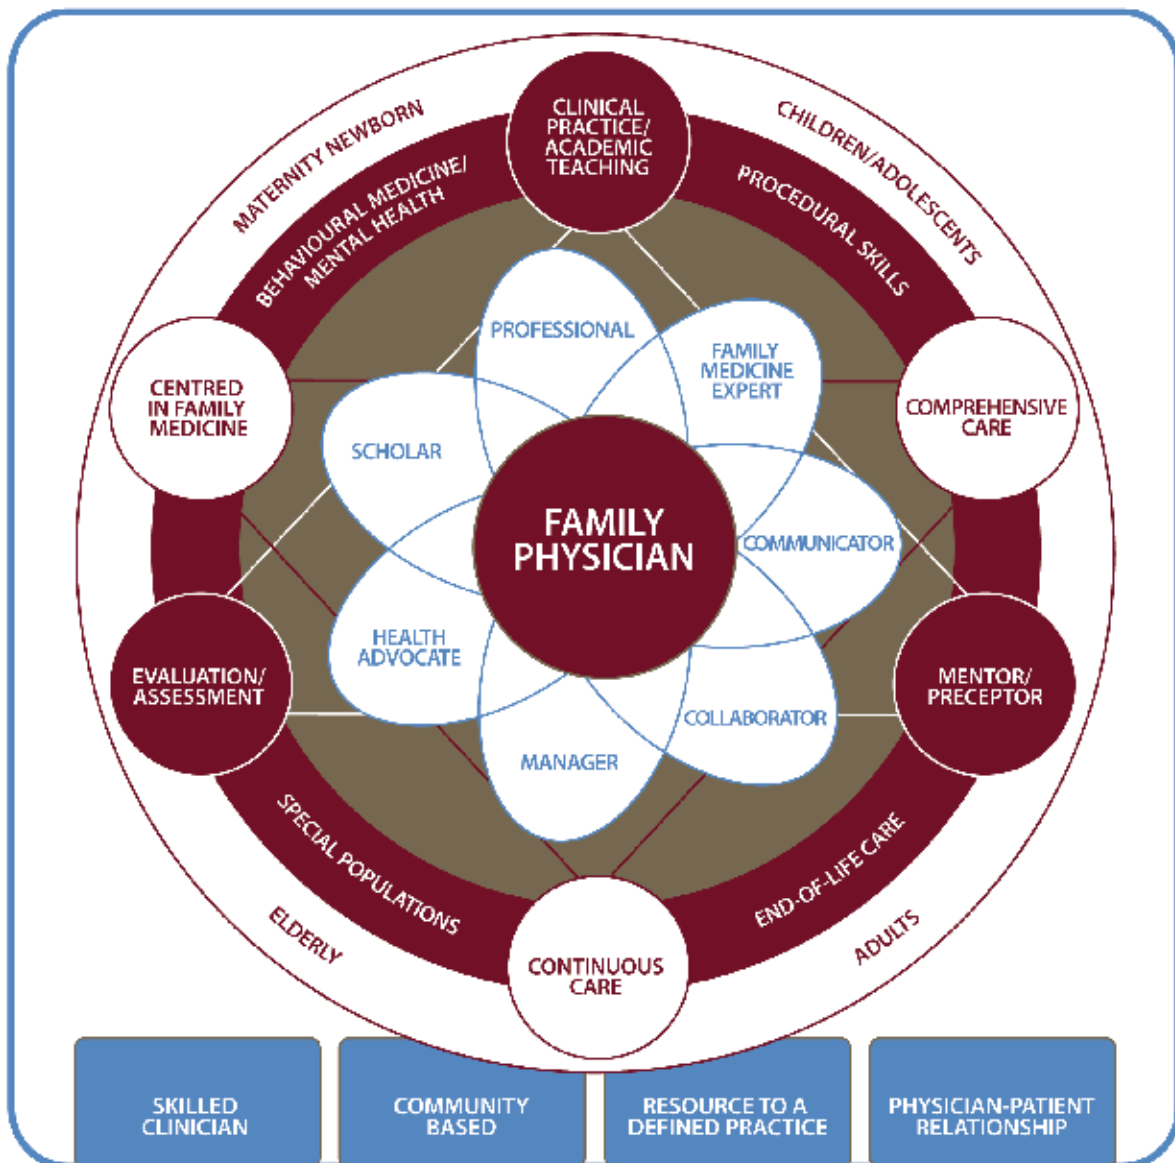 CLINICAL
PRACTICE/
ACADEMIC
TEACHING
MATERNITY NEWBORN
CHILDREN/ADOLESCENTS
BEHAVIOURAL MEDICINE/
MENTAL HEALTH
PROCEDURAL SKILLS
PROFESSIONAL
FAMILY
MEDICINE
EXPERT
CENTRED
IN FAMILY
MEDICINE
COMPREHENSIVE
CARE
SCHOLAR
FAMILY
PHYSICIAN
COMMUNICATOR
HEALTH
ADVOCATE
EVALUATION/
ASSESSMENT
MENTOR/
PRECEPTOR
COLLABORATOR
MANAGER
SPECIAL POPULATIONS
END-OF-LIFE CARE
ELDERLY
ADULTS
CONTINUOUS
CARE
SKILLED
CLINICIAN
COMMUNITY
BASED
RESOURCE TO A
DEFINED PRACTICE
PHYSICIAN-PATIENT
RELATIONSHIP